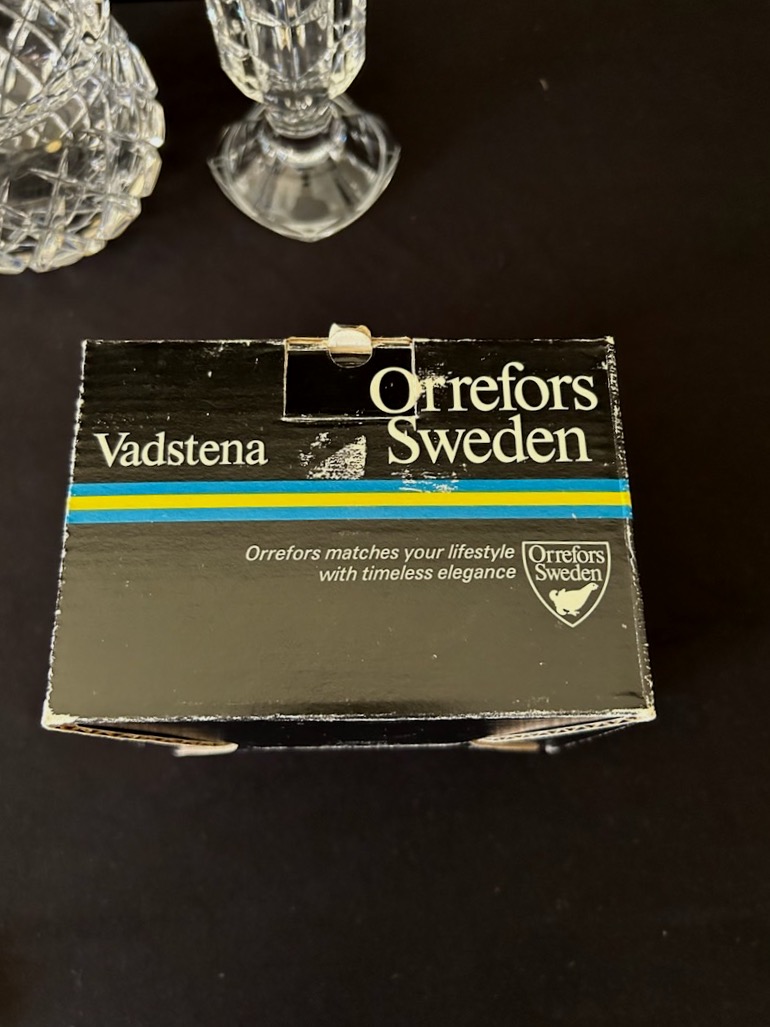 Orrefors
Sweden
Vadstena
Orrefors matches your lifestyle
with timeless elegance
Orrefors
Sweden